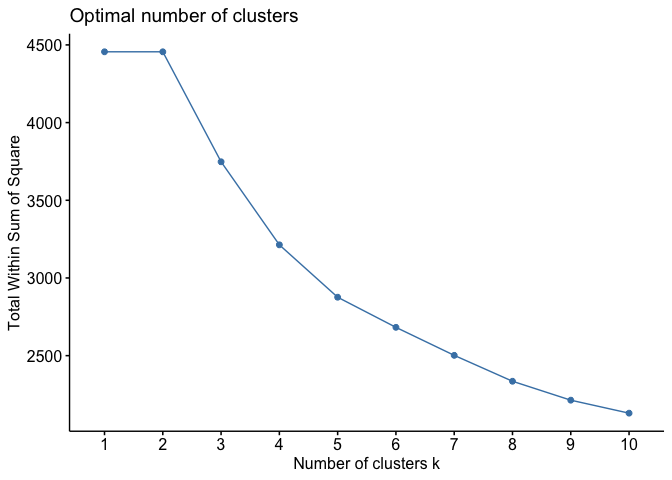 Optimal number of clusters
Total Within Sum of Square
4500
4000
3500
3000
2500
1 2 3 4 5 6 7 8 9 10
Number of clusters k